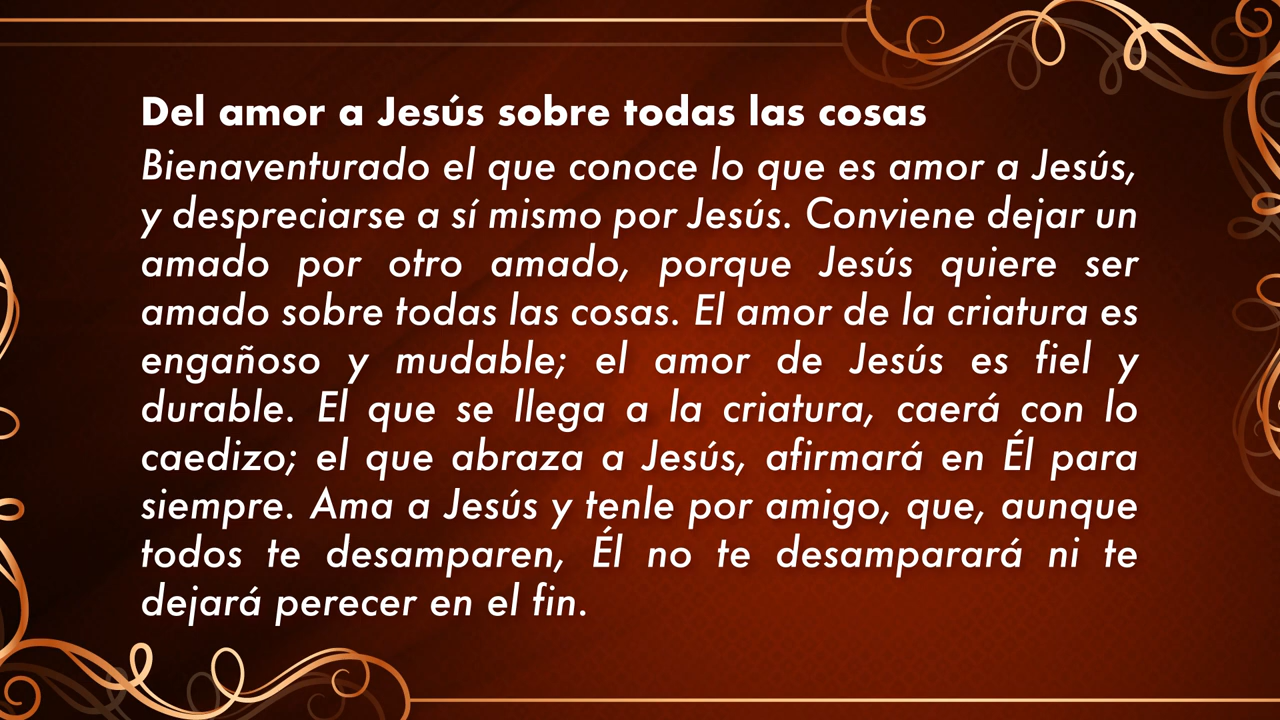 Del amor a Jesús sobre todas las cosas
Bienaventurado el que conoce lo que es amor a Jesús,
y despreciarse a sí mismo por Jesús. Conviene dejar un
amado por otro amado, porque Jesús quiere ser
amado sobre todas las cosas. El amor de la criatura es
engañoso y mudable; el amor de Jesús es fiel y
durable. El que se llega a la criatura, caerá con lo
caedizo; el que abraza a Jesús, afirmará en Él para
siempre. Ama a Jesús y tenle por amigo, que, aunque
todos te desamparen, Él no te desamparará ni te
dejará perecer en el fin.